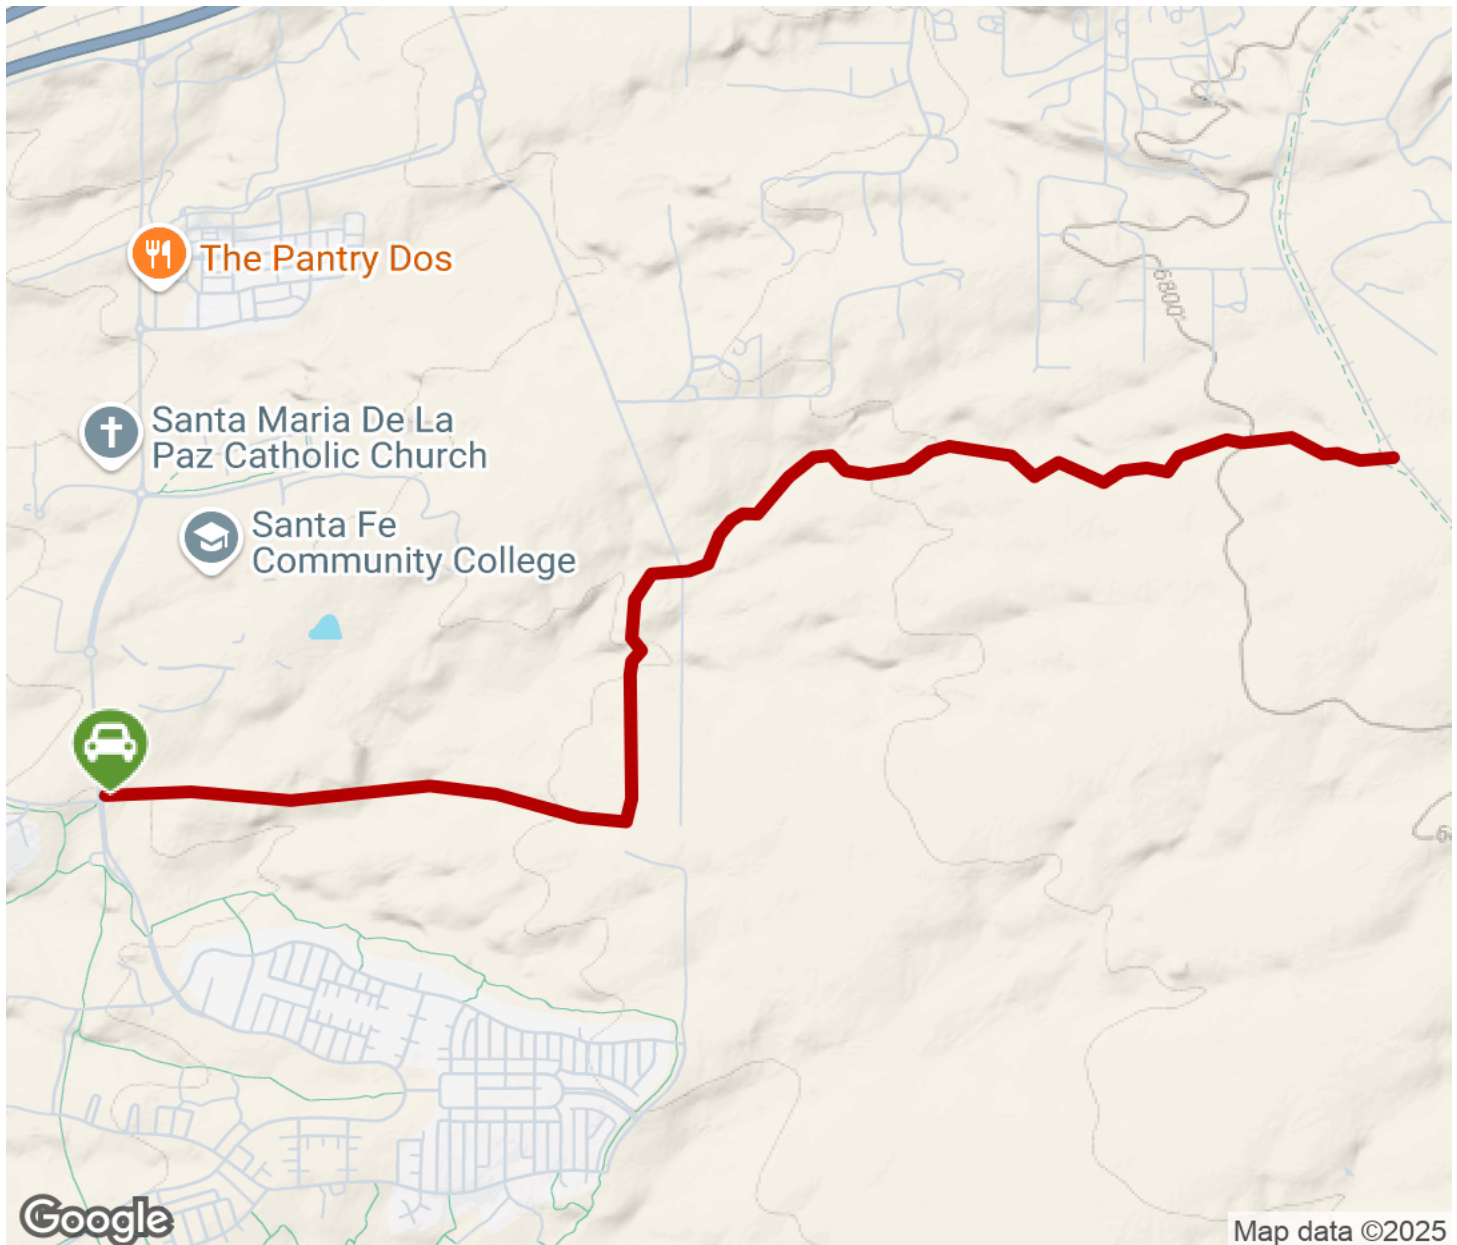 The Pantry Dos
6800'
Santa Maria De La
Paz Catholic Church
Santa Fe
Community College
Google
Map data ©2025